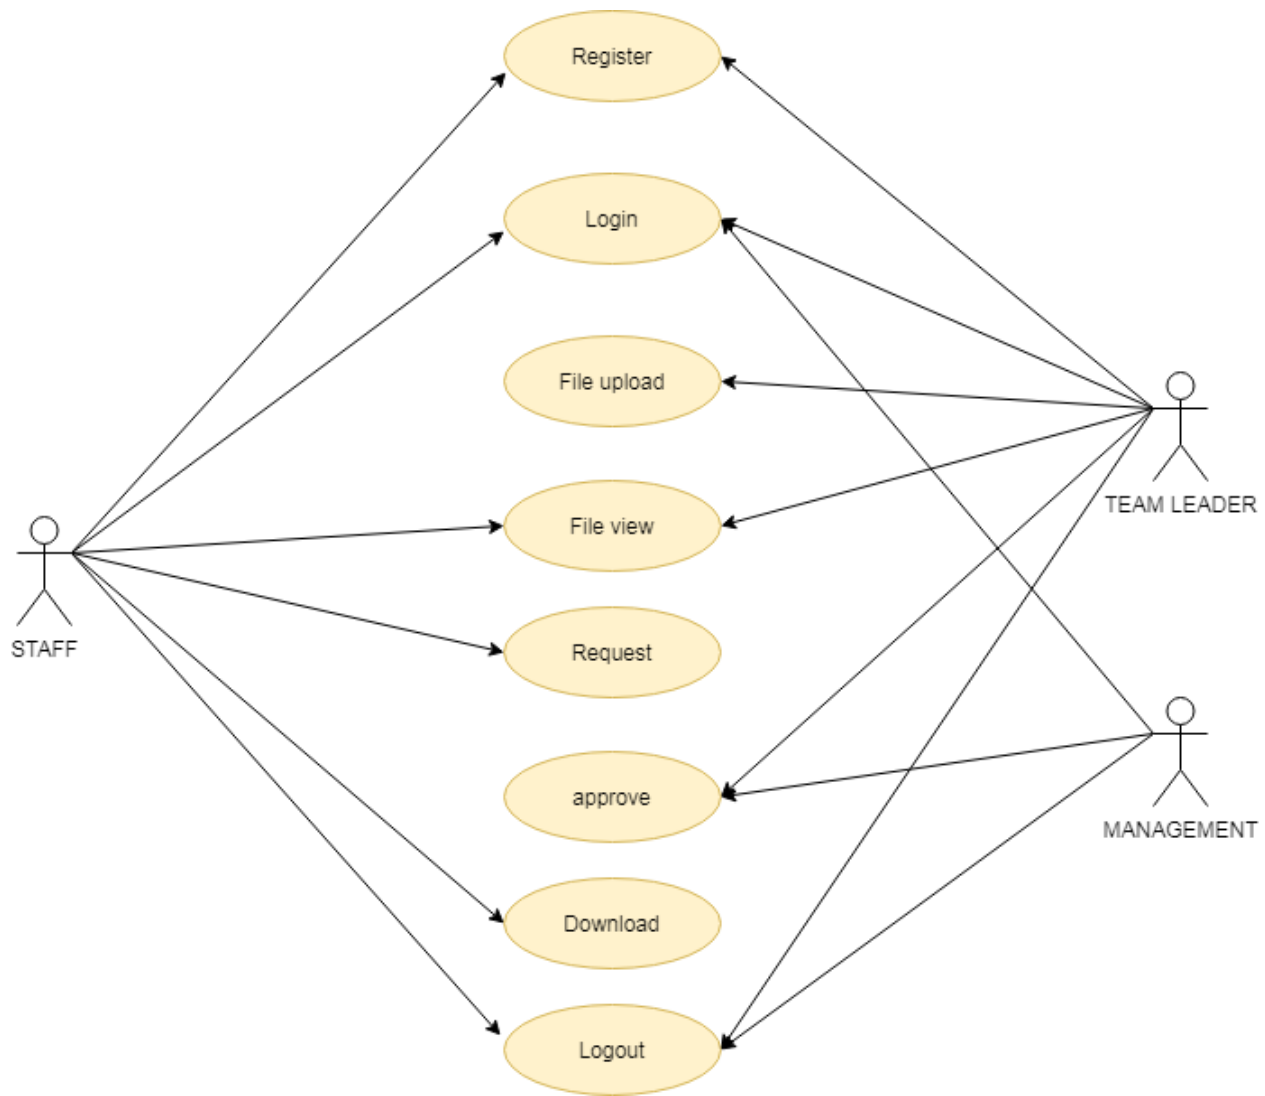 Register
Login
File upload
TEAM LEADER
File view
STAFF
Request
approve
MANAGEMENT
Download
Logout